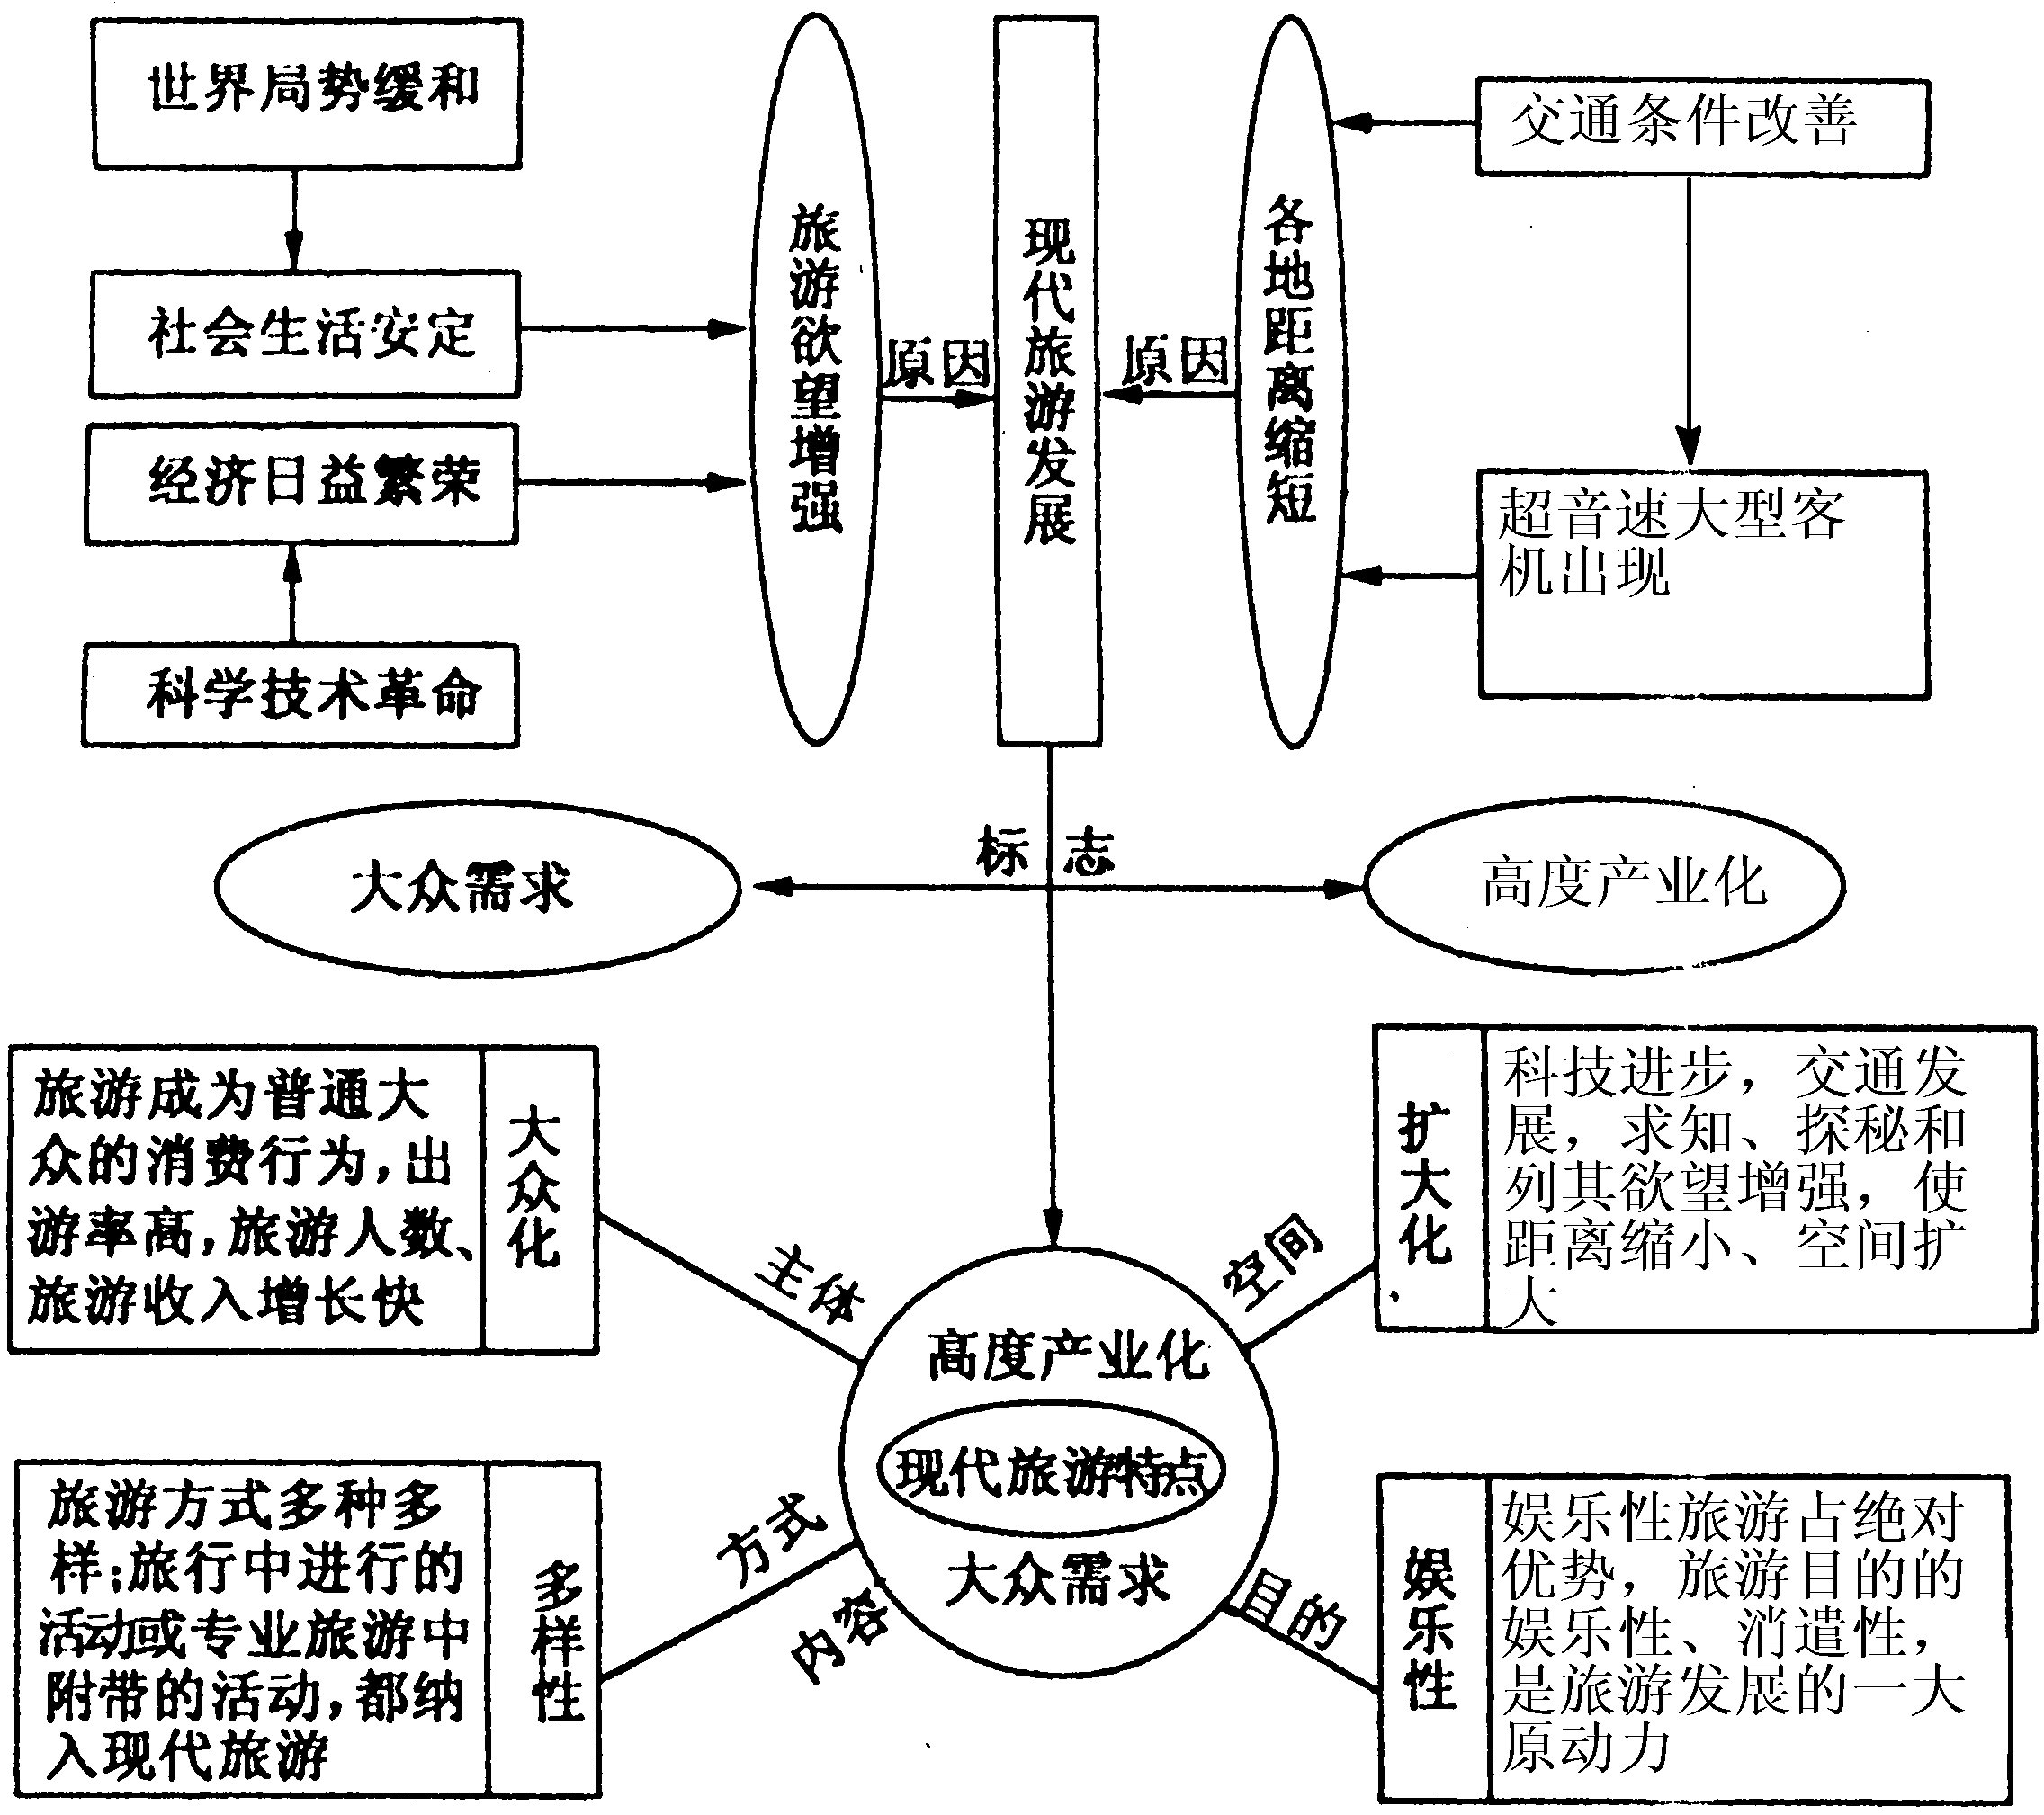 世界局势缓和
社会生活安定
经济日益繁荣
科学技术革命
旅游欲望增强
原因
现代旅游发展
原因
各地距离缩短
交通条件改善
超音速大型客
机出现
标志
大众需求
高度产业化
旅游成为普通大
众的消费行为,出
游率高,旅游人数、
旅游收入增长快
大众化
主体
空间
扩大化
科技进步，交通发
展，求知、探秘和
列其欲望增强，使
距离缩小、空间扩
大
高度产业化
现代旅游特点
大众需求
旅游方式多种多
样;旅行中进行的
活动或专业旅游中
附带的活动,都纳
入现代旅游
多样性
方式
内容
目的
娱乐性
娱乐性旅游占绝对
优势，旅游目的的
娱乐性、消遣性，
是旅游发展的一大
原动力